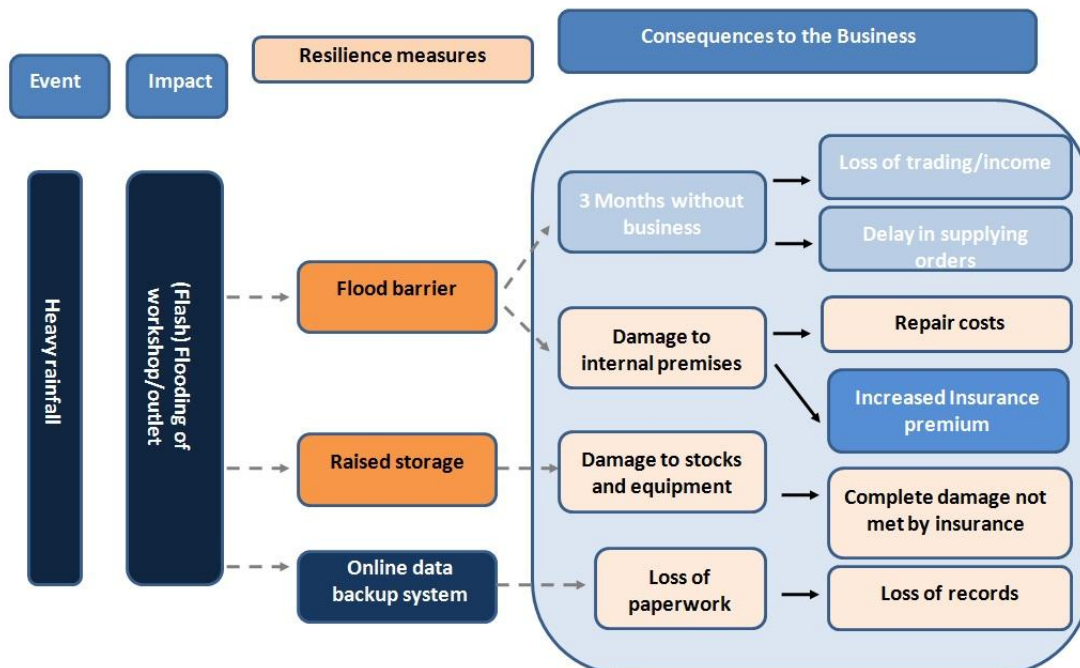 Event
Impact
Resilience measures
Consequences to the Business
Heavy rainfall
(Flash) Flooding of
workshop/outlet
Flood barrier
Raised storage
Online data
backup system
3 Months without
business
Damage to
internal premises
Damage to stocks
and equipment
Loss of
paperwork
Loss of trading/income
Delay in supplying
orders
Repair costs
Increased Insurance
premium
Complete damage not
met by insurance
Loss of records